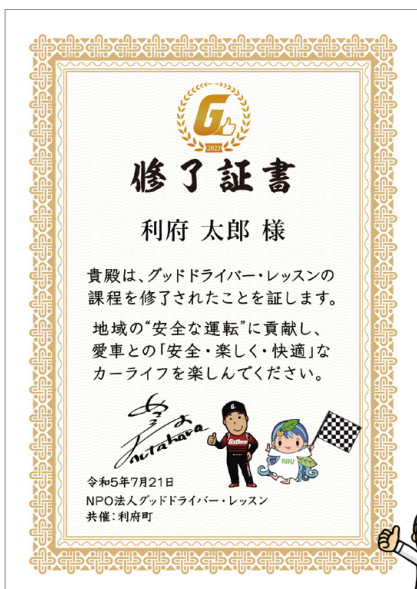 G
2023
修了証書
利府 太郎 様
貴殿は、グッドドライバー・レッスンの
課程を修了されたことを証します。
地域の“安全な運転”に貢献し、
愛車との「安全・楽しく・快適」な
カーライフを楽しんでください。
令和5年7月21日
NPO法人グッドドライバー・レッスン
共催：利府町